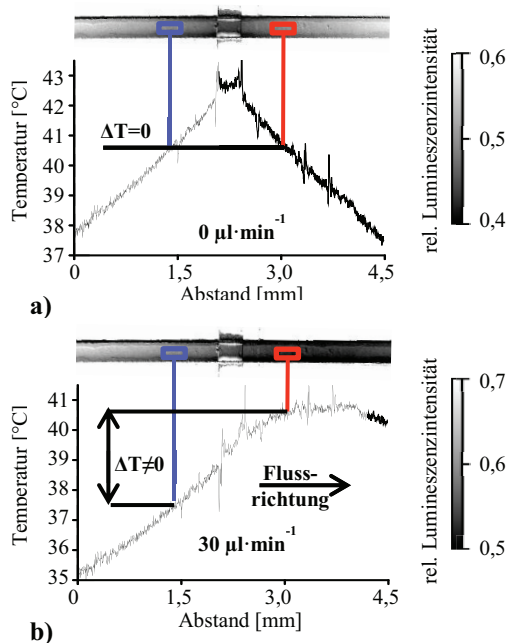 Temperatur [°C]
43
42
41
40
39
38
37
ΔT=0
0 µl·min⁻¹
0
1,5
3,0
4,5
Abstand [mm]
rel. Lumineszenzintensität
0,6
0,5
0,4
a)
Temperatur [°C]
41
40
39
38
37
36
35
ΔT≠0
Fluss-
richtung
30 µl·min⁻¹
0
1,5
3,0
4,5
Abstand [mm]
rel. Lumineszenzintensität
0,7
0,6
0,5
b)